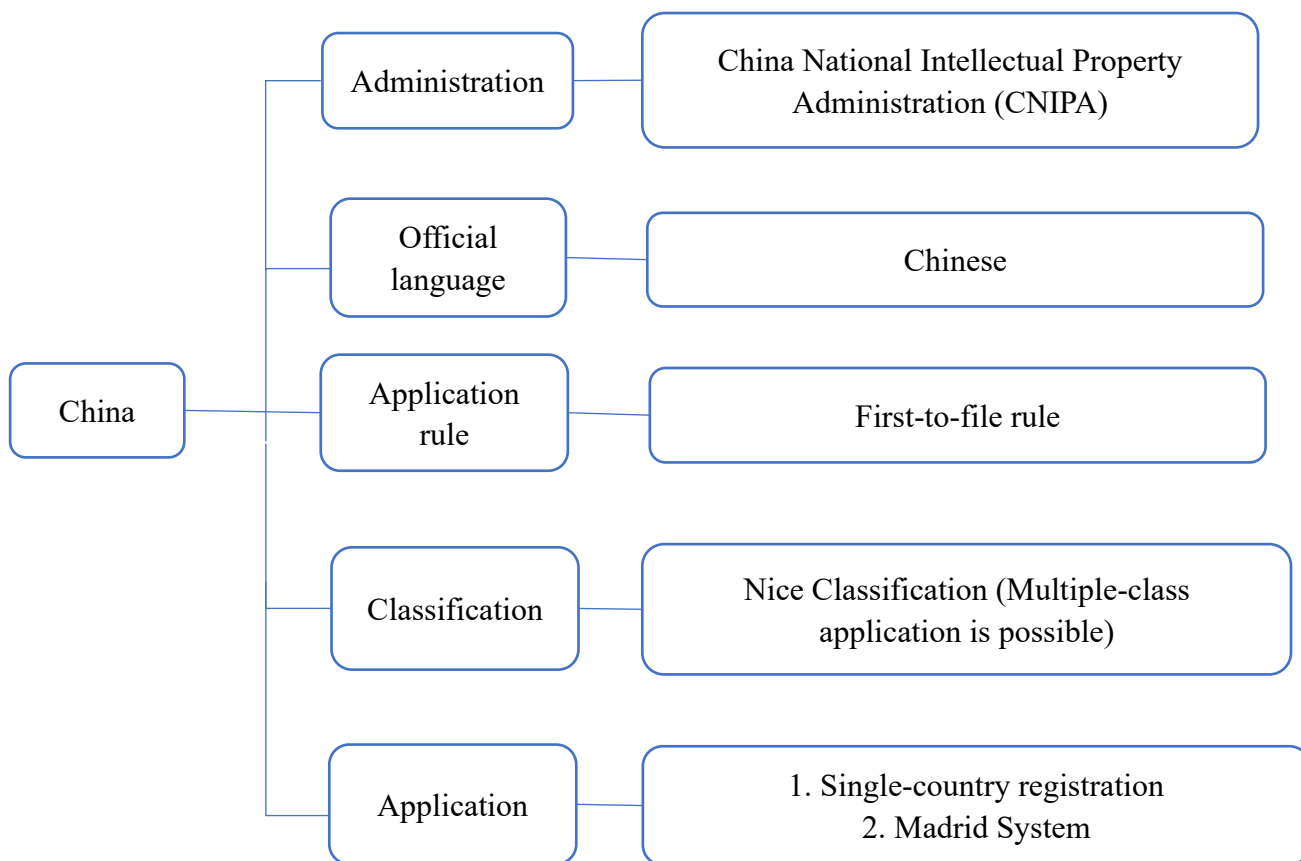 Administration
China National Intellectual Property
Administration (CNIPA)
Official
language
Chinese
China
Application
rule
First-to-file rule
Classification
Nice Classification (Multiple-class
application is possible)
Application
1. Single-country registration
2. Madrid System